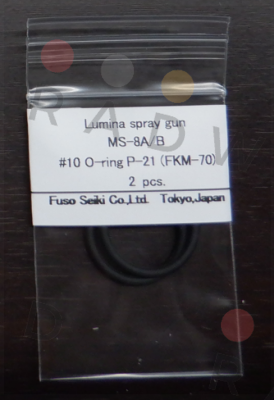 Lumina spray gun
MS-8A/B
#10 O-ring P-21 (FKM-70)
2 pcs.
Fuso Seiki Co.,Ltd. Tokyo,Japan